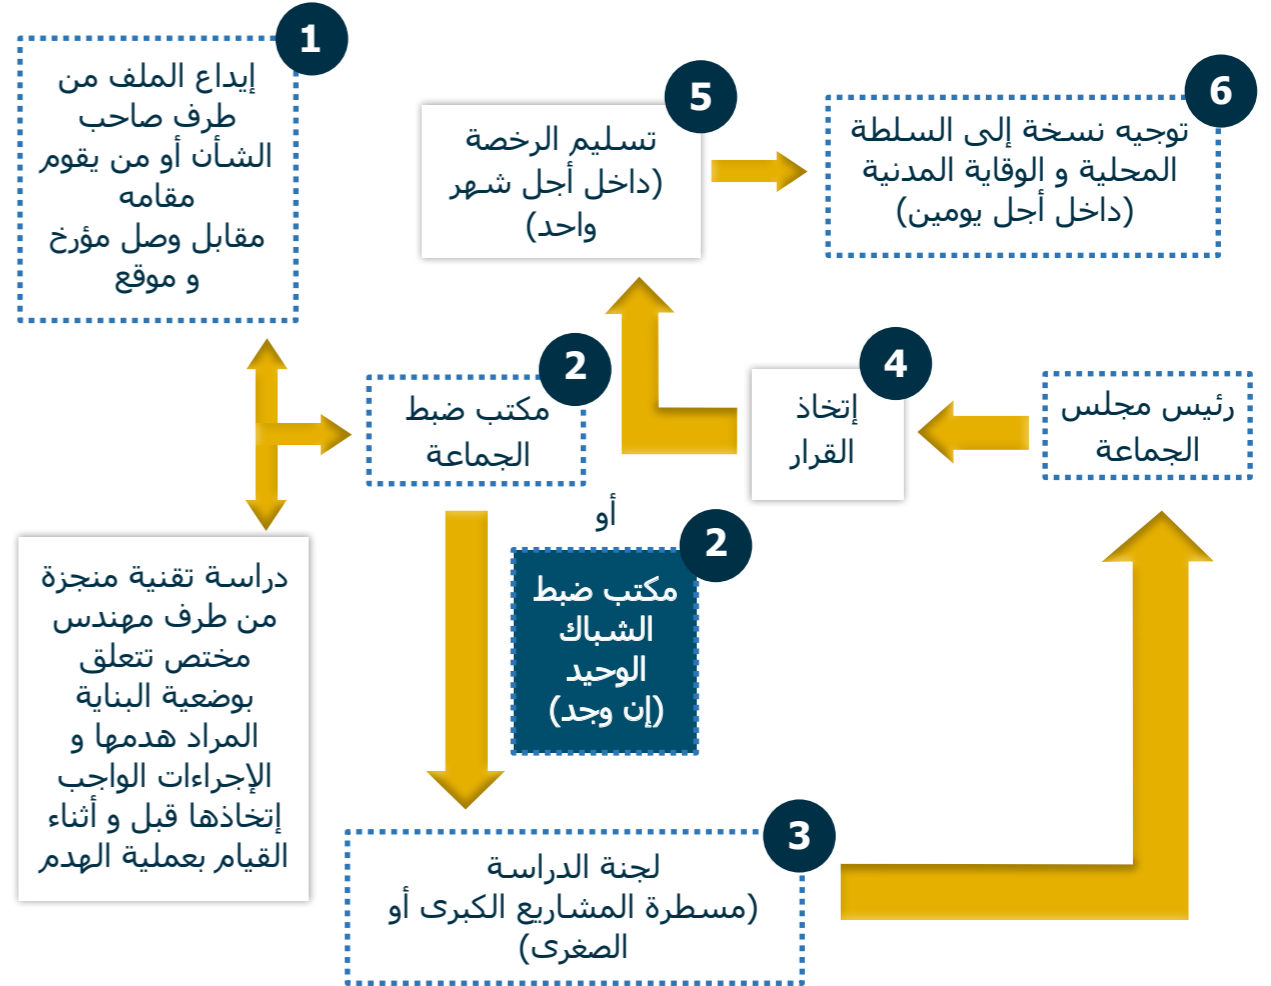 1
إيداع الملف من
طرف صاحب
الشأن أو من يقوم
مقامه
مقابل وصل مؤرخ
و موقع
دراسة تقنية منجزة
من طرف مهندس
مختص تتعلق
بوضعية البناية
المراد هدمها و
الإجراءات الواجب
إتخاذها قبل و أثناء
القيام بعملية الهدم
2
مكتب ضبط
الجماعة
أو
2
مكتب ضبط
الشباك
الوحيد
(إن وجد)
3
لجنة الدراسة
(مسطرة المشاريع الكبرى أو
الصغرى)
رئيس مجلس
الجماعة
4
إتخاذ
القرار
5
تسليم الرخصة
(داخل أجل شهر
واحد)
6
توجيه نسخة إلى السلطة
المحلية و الوقاية المدنية
(داخل أجل يومين)